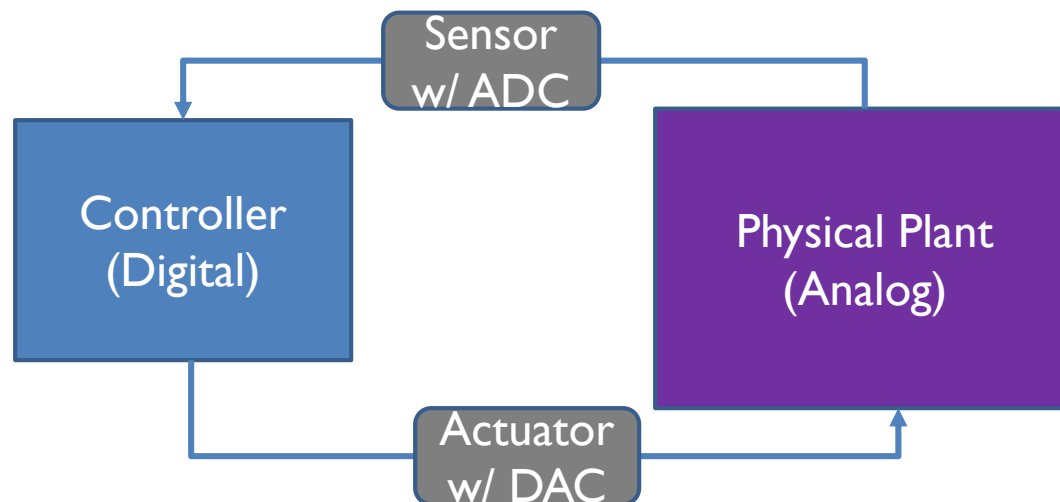 Sensor
w/ ADC
Controller
(Digital)
Physical Plant
(Analog)
Actuator
w/ DAC